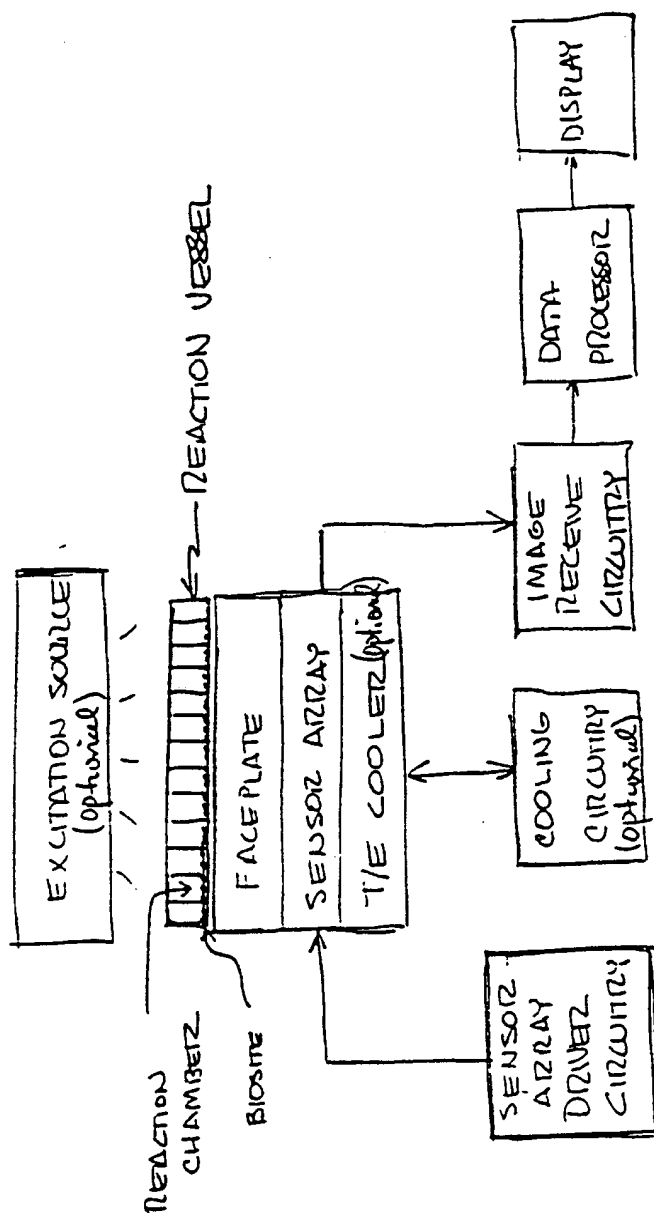 EXCITATION SOURCE
(optional)
REACTION VESSEL
REACTION
CHAMBER
BIOSITE
FACEPLATE
SENSOR ARRAY
T/E COOLER (optional)
SENSOR
ARRAY
DRIVER
CIRCUITRY
COOLING
CIRCUITRY
(optional)
IMAGE
RECEIVE
CIRCUITRY
DATA
PROCESSOR
DISPLAY